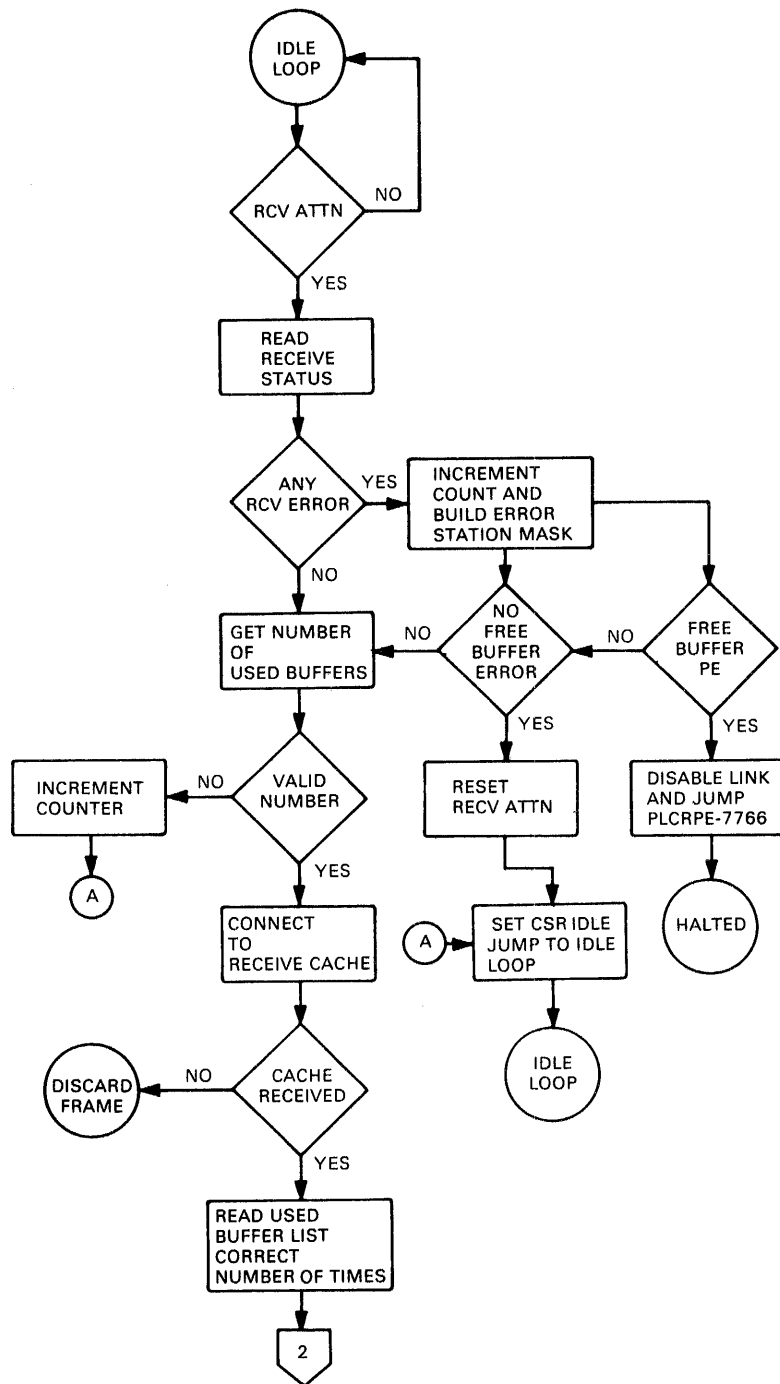 IDLE
LOOP
RCV ATTN
NO
YES
READ
RECEIVE
STATUS
ANY
RCV ERROR
YES
NO
INCREMENT
COUNT AND
BUILD ERROR
STATION MASK
GET NUMBER
OF
USED BUFFERS
NO
NO
FREE
BUFFER
ERROR
NO
FREE
BUFFER
PE
YES
YES
INCREMENT
COUNTER
NO
VALID
NUMBER
YES
RESET
RECV ATTN
DISABLE LINK
AND JUMP
PLCRPE-7766
A
CONNECT
TO
RECEIVE CACHE
A
SET CSR IDLE
JUMP TO IDLE
LOOP
HALTED
DISCARD
FRAME
NO
CACHE
RECEIVED
YES
IDLE
LOOP
READ USED
BUFFER LIST
CORRECT
NUMBER OF TIMES
2